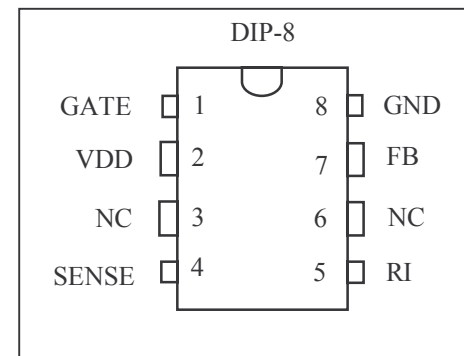 DIP-8
GATE 1 8 GND
VDD 2 7 FB
NC 3 6 NC
SENSE 4 5 RI